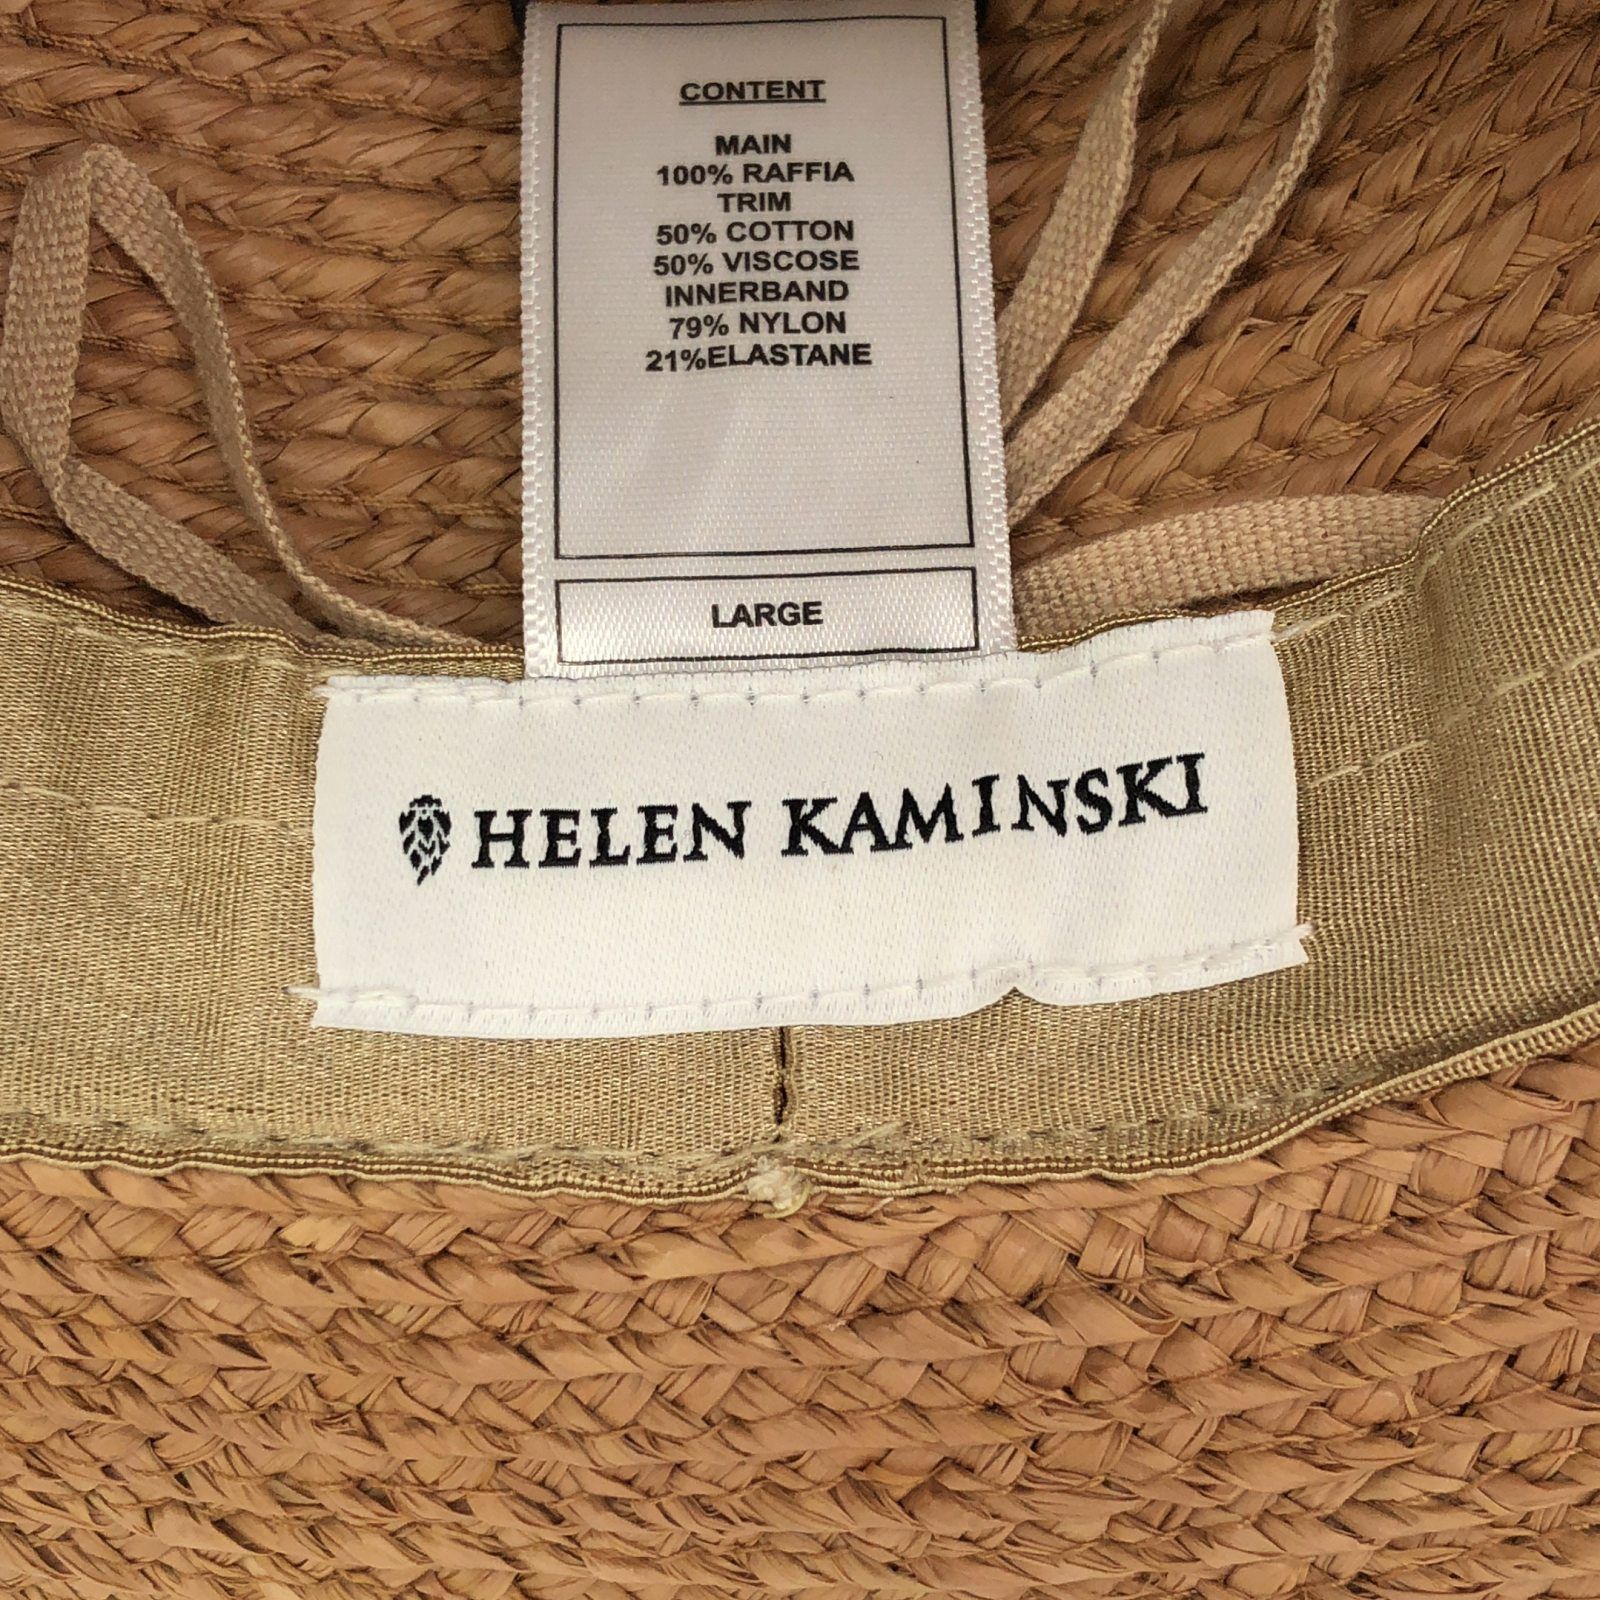 CONTENT
MAIN
100% RAFFIA
TRIM
50% COTTON
50% VISCOSE
INNERBAND
79% NYLON
21%ELASTANE
LARGE
HELEN KAMINSKI